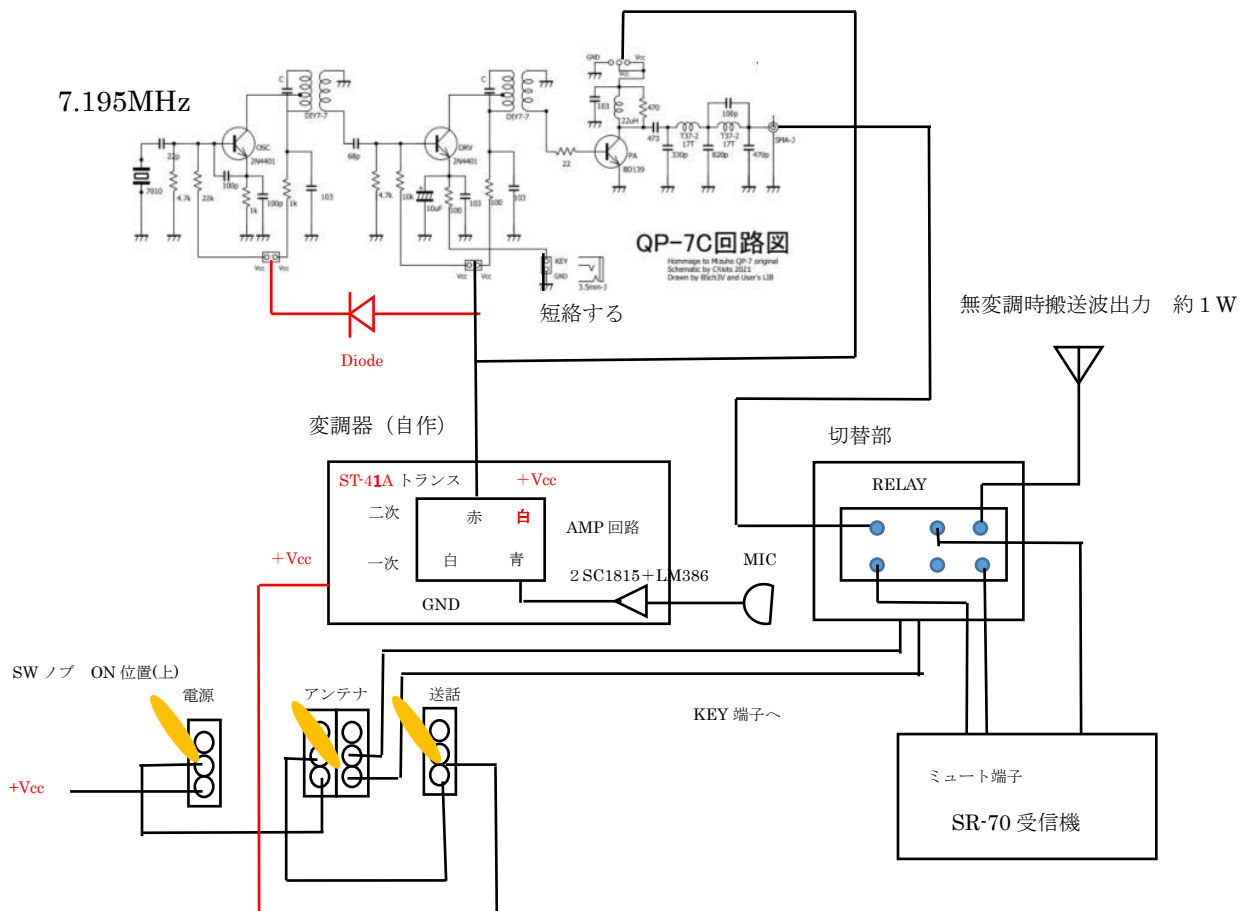 GND
Vcc
Vcc
C
C
7.195MHz
103
470
100p
DIY7-7
DIY7-7
22uH
T37-2
17T
T37-2
17T
SMA-J
473
22p
OSC
2N4401
68p
DRV
2N4401
22
PA
BD139
330p
820p
470p
7010
4.7k
22k
100p
1k
100p
1k
103
4.7k
10k
10uF
100
103
100
103
QP-7C回路図
Hommage to Mizuho QP-7 original
Schematic by CRkits 2021
Drawn by BSch3V and User's LIB
Vcc
Vcc
Vcc
Vcc
KEY
GND
3.5mm-J
短絡する
無変調時搬送波出力 約１W
Diode
変調器（自作）
切替部
ST-41A トランス
＋Vcc
RELAY
二次
赤
白
AMP 回路
＋Vcc
一次
白
青
２SC1815＋LM386
MIC
GND
SW ノブ ON 位置(上)
電源
アンテナ
送話
KEY 端子へ
ミュート端子
+Vcc
SR-70 受信機